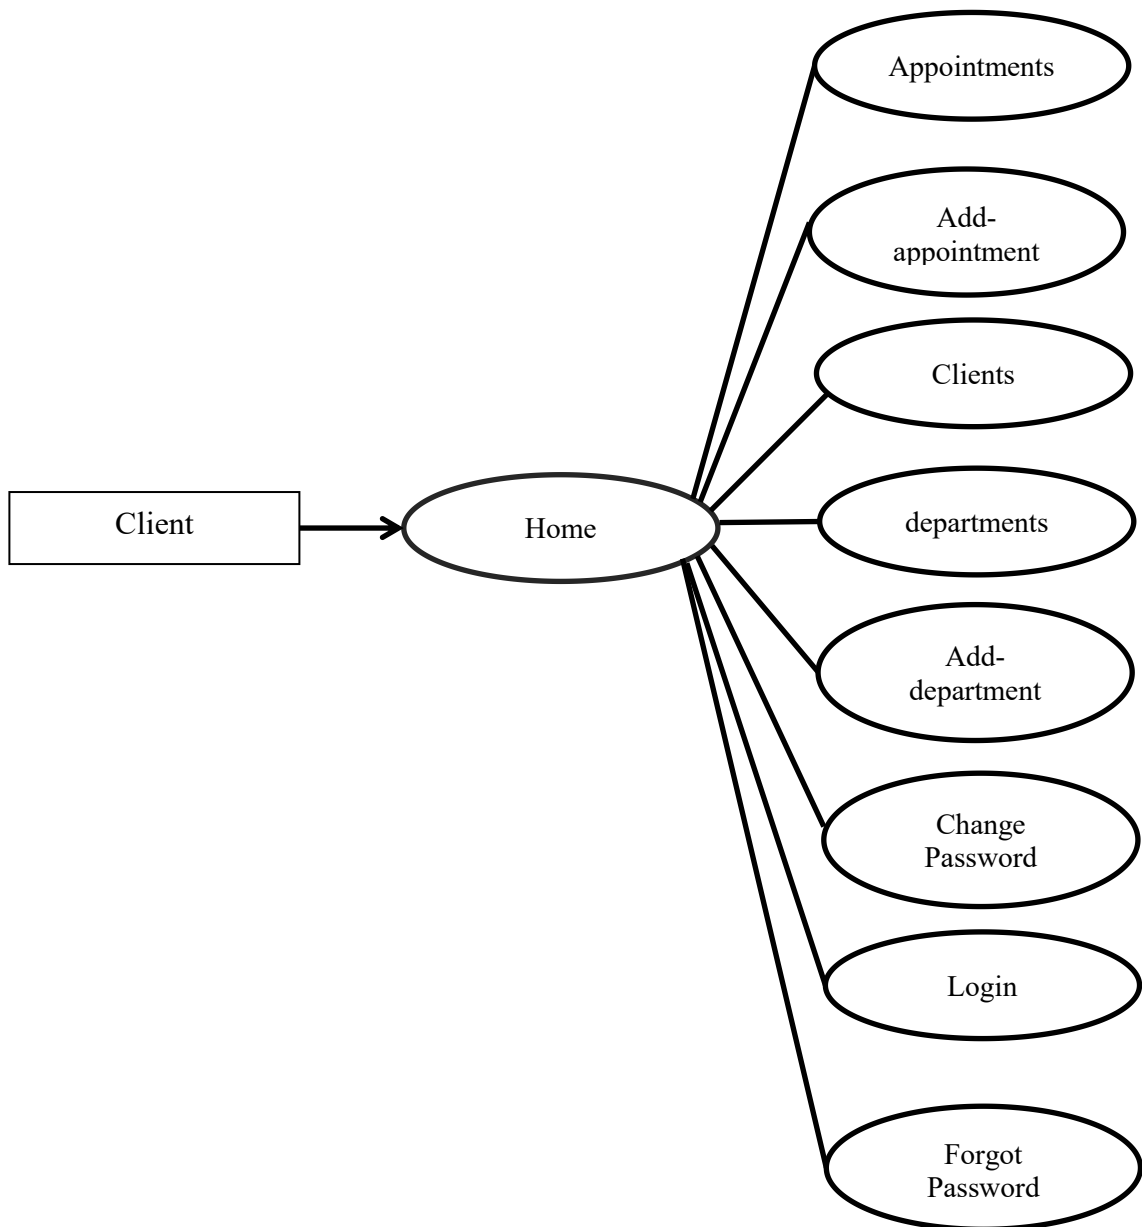 Appointments
Add-
appointment
Clients
Client
Home
departments
Add-
department
Change
Password
Login
Forgot
Password